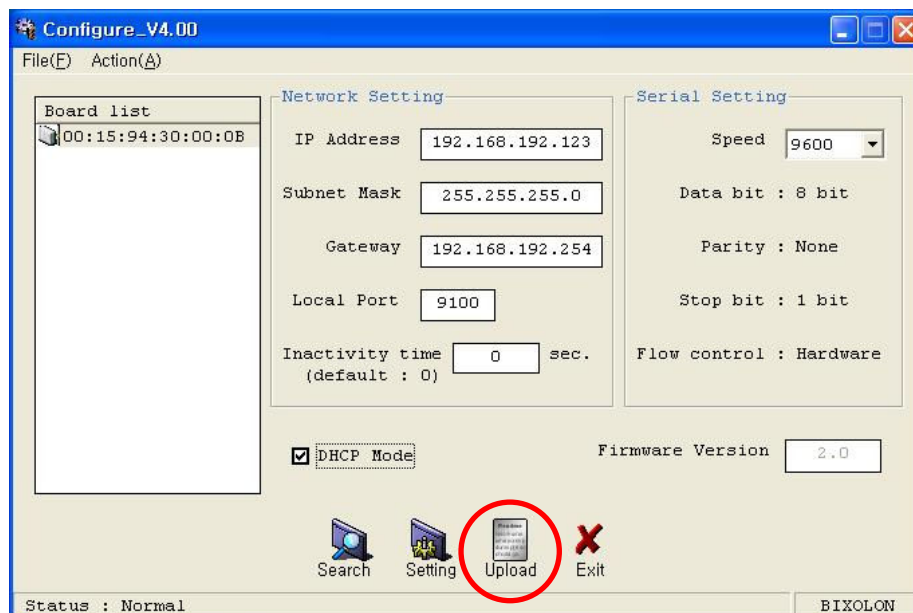 Configure_V4.00
File(F) Action(A)
Board list
00:15:94:30:00:0B
Network Setting
IP Address 192.168.192.123
Subnet Mask 255.255.255.0
Gateway 192.168.192.254
Local Port 9100
Inactivity time 0 sec.
(default : 0)
Serial Setting
Speed 9600
Data bit : 8 bit
Parity : None
Stop bit : 1 bit
Flow control : Hardware
DHCP Mode
Firmware Version 2.0
Search Setting Upload Exit
Status : Normal BIXOLON